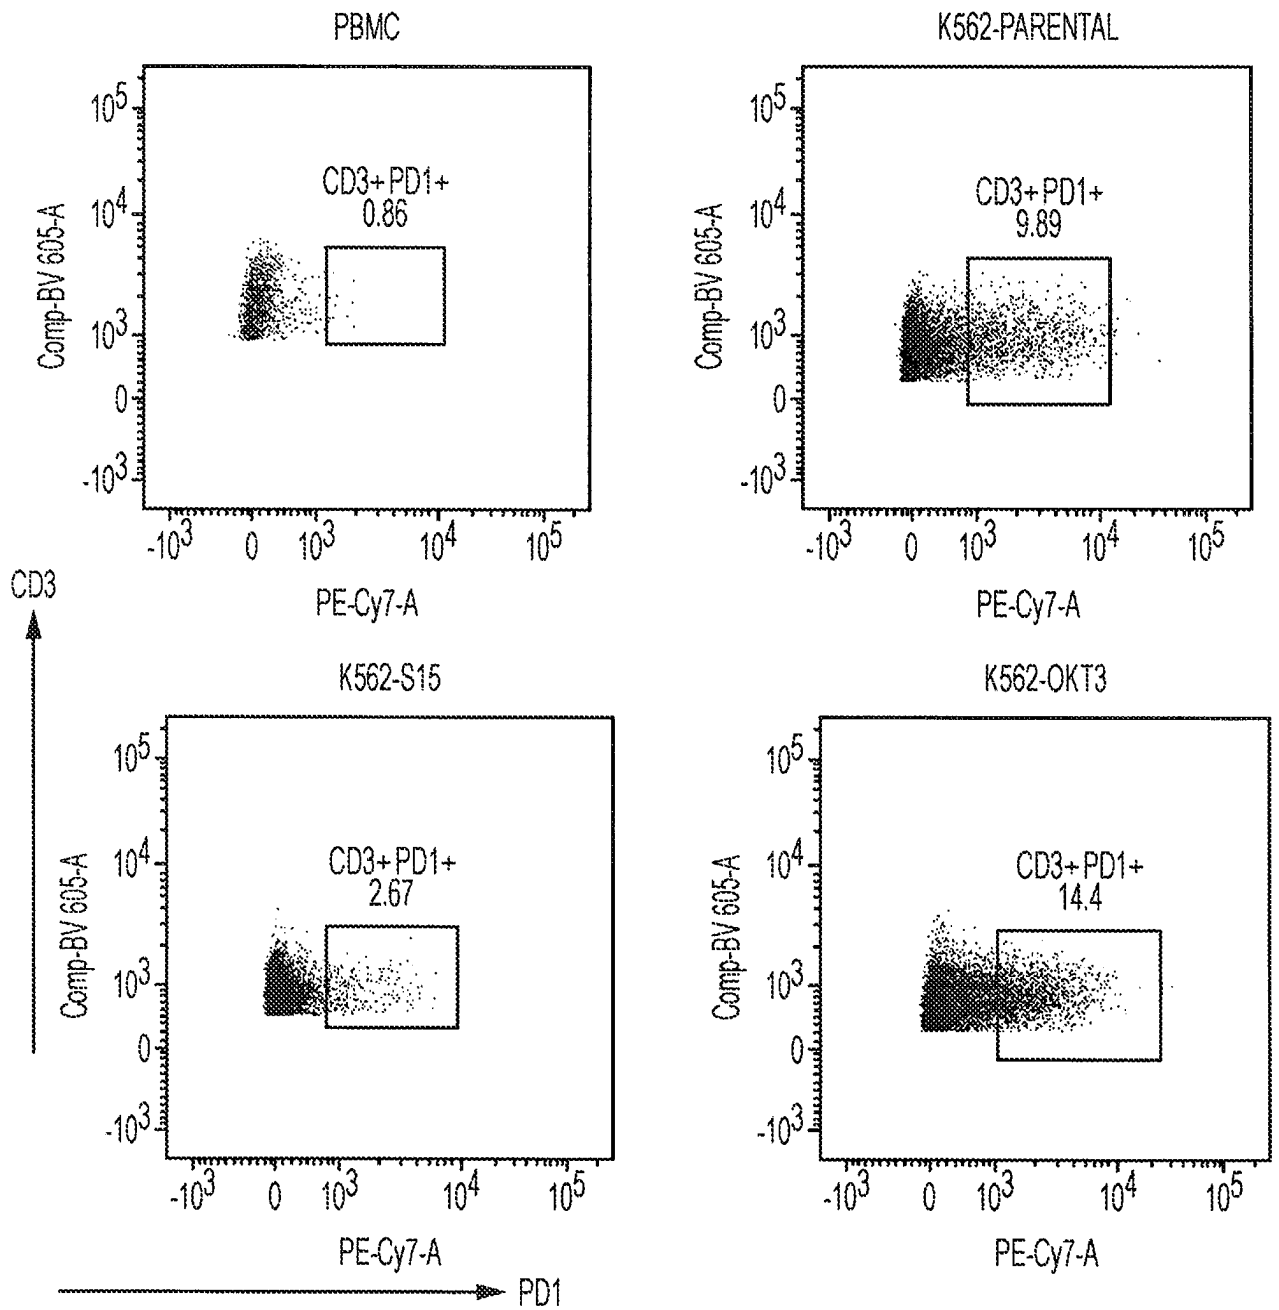 PBMC
10^5
10^4
10^3
0
-10^3
Comp-BV 605-A
CD3+ PD1+
0.86
-10^3 0 10^3 10^4 10^5
PE-Cy7-A
K562-PARENTAL
10^5
10^4
10^3
0
-10^3
Comp-BV 605-A
CD3+ PD1+
9.89
-10^3 0 10^3 10^4 10^5
PE-Cy7-A
CD3
K562-S15
10^5
10^4
10^3
0
-10^3
Comp-BV 605-A
CD3+ PD1+
2.67
-10^3 0 10^3 10^4 10^5
PE-Cy7-A
K562-OKT3
10^5
10^4
10^3
0
-10^3
Comp-BV 605-A
CD3+ PD1+
14.4
-10^3 0 10^3 10^4 10^5
PE-Cy7-A
PD1